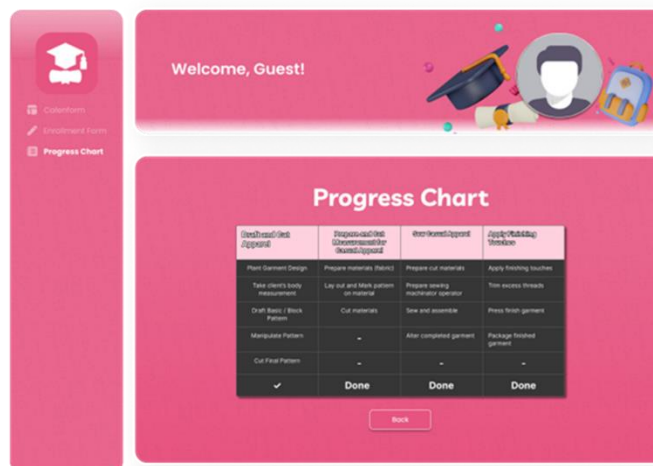 Welcome, Guest!
Collenform
Enrollment Form
Progress Chart
Progress Chart
Draft and Cut
Apparel
Prepare and Cut
Measurement for
Casual Apparel
Sew Casual Apparel
Apply Finishing
Touches
Plant Garment Design
Prepare materials (fabric)
Prepare cut materials
Apply finishing touches
Take client's body
measurement
Lay out and Mark pattern
on material
Prepare sewing
machinator operator
Trim excess threads
Draft Basic / Block
Pattern
Cut materials
Sew and assemble
Press finish garment
Manipulate Pattern
-
Alter completed garment
Package finished
garment
Cut Final Pattern
-
-
-
✓
Done
Done
Done
Back